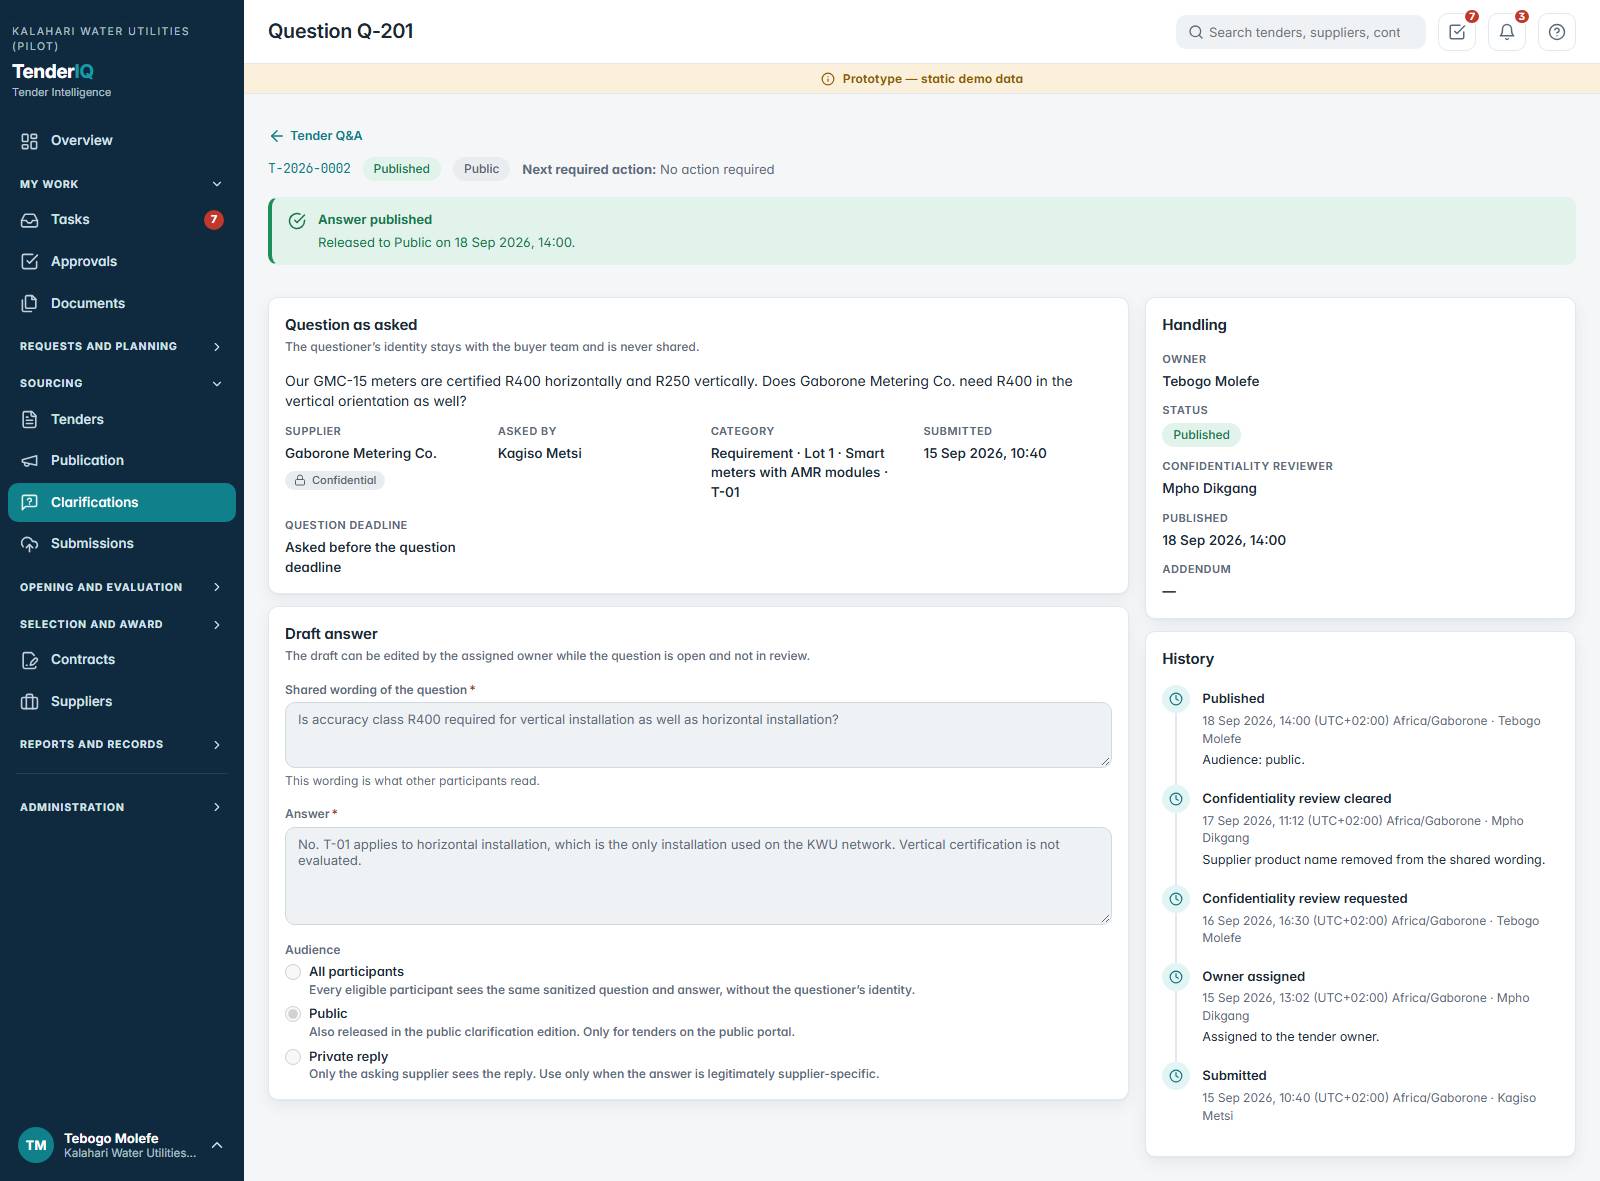 KALAHARI WATER UTILITIES
(PILOT)
TenderIQ
Tender Intelligence
Overview
MY WORK
Tasks
7
Approvals
Documents
REQUESTS AND PLANNING
SOURCING
Tenders
Publication
Clarifications
Submissions
OPENING AND EVALUATION
SELECTION AND AWARD
Contracts
Suppliers
REPORTS AND RECORDS
ADMINISTRATION
TM
Tebogo Molefe
Kalahari Water Utilities...
Question Q-201
Search tenders, suppliers, cont
7
3
Prototype — static demo data
Tender Q&A
T-2026-0002
Published
Public
Next required action: No action required
Answer published
Released to Public on 18 Sep 2026, 14:00.
Question as asked
The questioner’s identity stays with the buyer team and is never shared.
Our GMC-15 meters are certified R400 horizontally and R250 vertically. Does Gaborone Metering Co. need R400 in the
vertical orientation as well?
SUPPLIER
Gaborone Metering Co.
Confidential
ASKED BY
Kagiso Metsi
CATEGORY
Requirement · Lot 1 · Smart
meters with AMR modules ·
T-01
SUBMITTED
15 Sep 2026, 10:40
QUESTION DEADLINE
Asked before the question
deadline
Draft answer
The draft can be edited by the assigned owner while the question is open and not in review.
Shared wording of the question *
Is accuracy class R400 required for vertical installation as well as horizontal installation?
This wording is what other participants read.
Answer *
No. T-01 applies to horizontal installation, which is the only installation used on the KWU network. Vertical certification is not
evaluated.
Audience
All participants
Every eligible participant sees the same sanitized question and answer, without the questioner’s identity.
Public
Also released in the public clarification edition. Only for tenders on the public portal.
Private reply
Only the asking supplier sees the reply. Use only when the answer is legitimately supplier-specific.
Handling
OWNER
Tebogo Molefe
STATUS
Published
CONFIDENTIALITY REVIEWER
Mpho Dikgang
PUBLISHED
18 Sep 2026, 14:00
ADDENDUM
—
History
Published
18 Sep 2026, 14:00 (UTC+02:00) Africa/Gaborone · Tebogo
Molefe
Audience: public.
Confidentiality review cleared
17 Sep 2026, 11:12 (UTC+02:00) Africa/Gaborone · Mpho
Dikgang
Supplier product name removed from the shared wording.
Confidentiality review requested
16 Sep 2026, 16:30 (UTC+02:00) Africa/Gaborone · Tebogo
Molefe
Owner assigned
15 Sep 2026, 13:02 (UTC+02:00) Africa/Gaborone · Mpho
Dikgang
Assigned to the tender owner.
Submitted
15 Sep 2026, 10:40 (UTC+02:00) Africa/Gaborone · Kagiso
Metsi